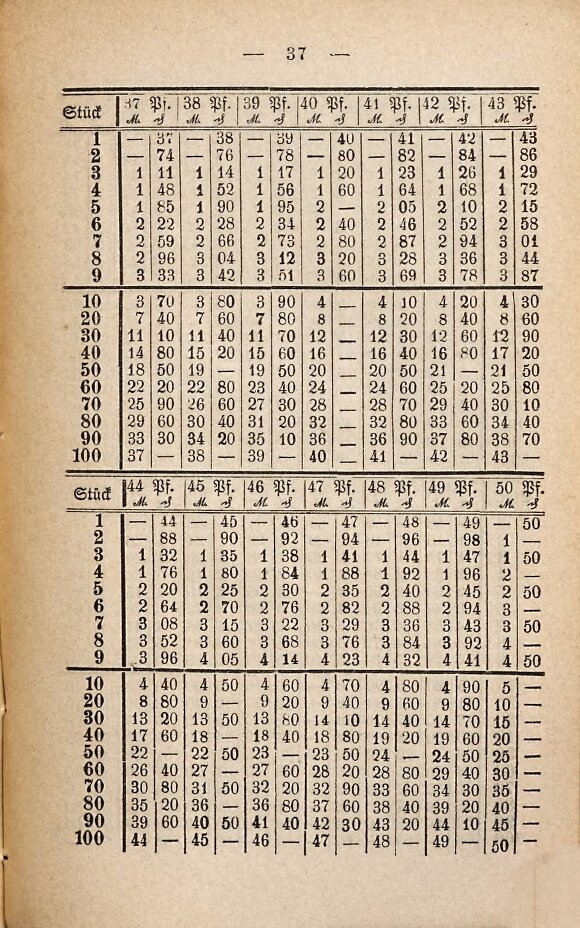 — 37 —
Stück 37 Pf. 38 Pf. 39 Pf. 40 Pf. 41 Pf. 42 Pf. 43 Pf.
ℳ ₰ ℳ ₰ ℳ ₰ ℳ ₰ ℳ ₰ ℳ ₰ ℳ ₰
1 — 37 — 38 — 39 — 40 — 41 — 42 — 43
2 — 74 — 76 — 78 — 80 — 82 — 84 — 86
3 1 11 1 14 1 17 1 20 1 23 1 26 1 29
4 1 48 1 52 1 56 1 60 1 64 1 68 1 72
5 1 85 1 90 1 95 2 — 2 05 2 10 2 15
6 2 22 2 28 2 34 2 40 2 46 2 52 2 58
7 2 59 2 66 2 73 2 80 2 87 2 94 3 01
8 2 96 3 04 3 12 3 20 3 28 3 36 3 44
9 3 33 3 42 3 51 3 60 3 69 3 78 3 87
10 3 70 3 80 3 90 4 — 4 10 4 20 4 30
20 7 40 7 60 7 80 8 — 8 20 8 40 8 60
30 11 10 11 40 11 70 12 — 12 30 12 60 12 90
40 14 80 15 20 15 60 16 — 16 40 16 80 17 20
50 18 50 19 — 19 50 20 — 20 50 21 — 21 50
60 22 20 22 80 23 40 24 — 24 60 25 20 25 80
70 25 90 26 60 27 30 28 — 28 70 29 40 30 10
80 29 60 30 40 31 20 32 — 32 80 33 60 34 40
90 33 30 34 20 35 10 36 — 36 90 37 80 38 70
100 37 — 38 — 39 — 40 — 41 — 42 — 43 —
Stück 44 Pf. 45 Pf. 46 Pf. 47 Pf. 48 Pf. 49 Pf. 50 Pf.
ℳ ₰ ℳ ₰ ℳ ₰ ℳ ₰ ℳ ₰ ℳ ₰ ℳ ₰
1 — 44 — 45 — 46 — 47 — 48 — 49 — 50
2 — 88 — 90 — 92 — 94 — 96 — 98 1 —
3 1 32 1 35 1 38 1 41 1 44 1 47 1 50
4 1 76 1 80 1 84 1 88 1 92 1 96 2 —
5 2 20 2 25 2 30 2 35 2 40 2 45 2 50
6 2 64 2 70 2 76 2 82 2 88 2 94 3 —
7 3 08 3 15 3 22 3 29 3 36 3 43 3 50
8 3 52 3 60 3 68 3 76 3 84 3 92 4 —
9 3 96 4 05 4 14 4 23 4 32 4 41 4 50
10 4 40 4 50 4 60 4 70 4 80 4 90 5 —
20 8 80 9 — 9 20 9 40 9 60 9 80 10 —
30 13 20 13 50 13 80 14 10 14 40 14 70 15 —
40 17 60 18 — 18 40 18 80 19 20 19 60 20 —
50 22 — 22 50 23 — 23 50 24 — 24 50 25 —
60 26 40 27 — 27 60 28 20 28 80 29 40 30 —
70 30 80 31 50 32 20 32 90 33 60 34 30 35 —
80 35 20 36 — 36 80 37 60 38 40 39 20 40 —
90 39 60 40 50 41 40 42 30 43 20 44 10 45 —
100 44 — 45 — 46 — 47 — 48 — 49 — 50 —